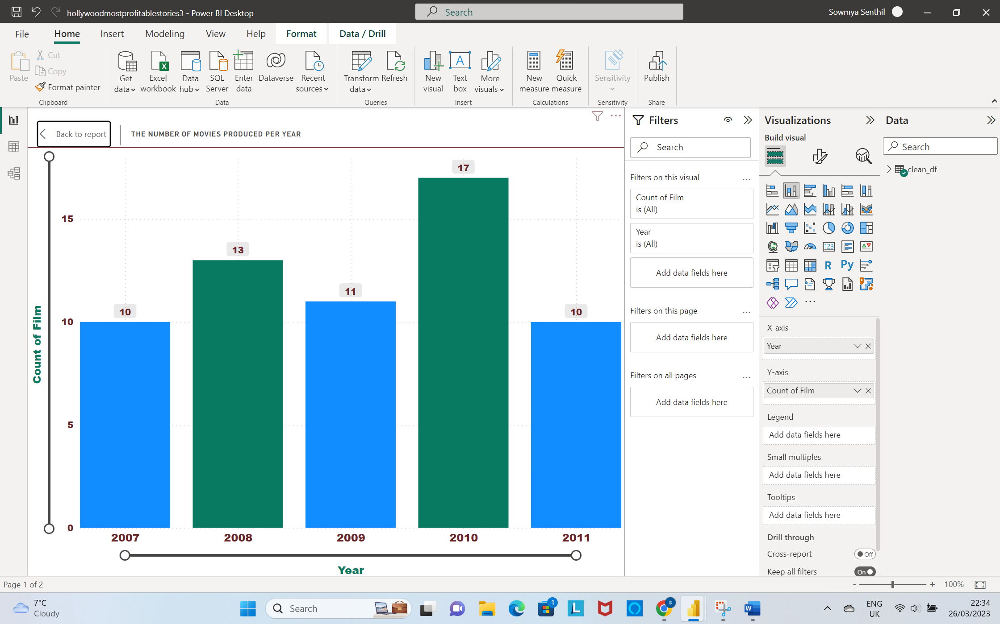 hollywoodmostprofitablestories3 - Power BI Desktop
Search
Sowmya Senthil
File
Home
Insert
Modeling
View
Help
Format
Data / Drill
Paste
Cut
Copy
Format painter
Clipboard
Get data
Excel workbook
Data hub
SQL Server
Enter data
Dataverse
Recent sources
Data
Transform data
Refresh
Queries
New visual
Text box
More visuals
Insert
New measure
Quick measure
Calculations
Sensitivity
Sensitivity
Publish
Share
Back to report
THE NUMBER OF MOVIES PRODUCED PER YEAR
Count of Film
15
10
5
0
10
13
11
17
10
2007
2008
2009
2010
2011
Year
Filters
Search
Filters on this visual
Count of Film
is (All)
Year
is (All)
Add data fields here
Filters on this page
Add data fields here
Filters on all pages
Add data fields here
Visualizations
Build visual
123
R
Py
X-axis
Year
Y-axis
Count of Film
Legend
Add data fields here
Small multiples
Add data fields here
Tooltips
Add data fields here
Drill through
Cross-report
Off
Keep all filters
On
Data
Search
clean_df
Page 1 of 2
- + 100%
7°C
Cloudy
Search
1
L
S
W
ENG
UK
22:34
26/03/2023